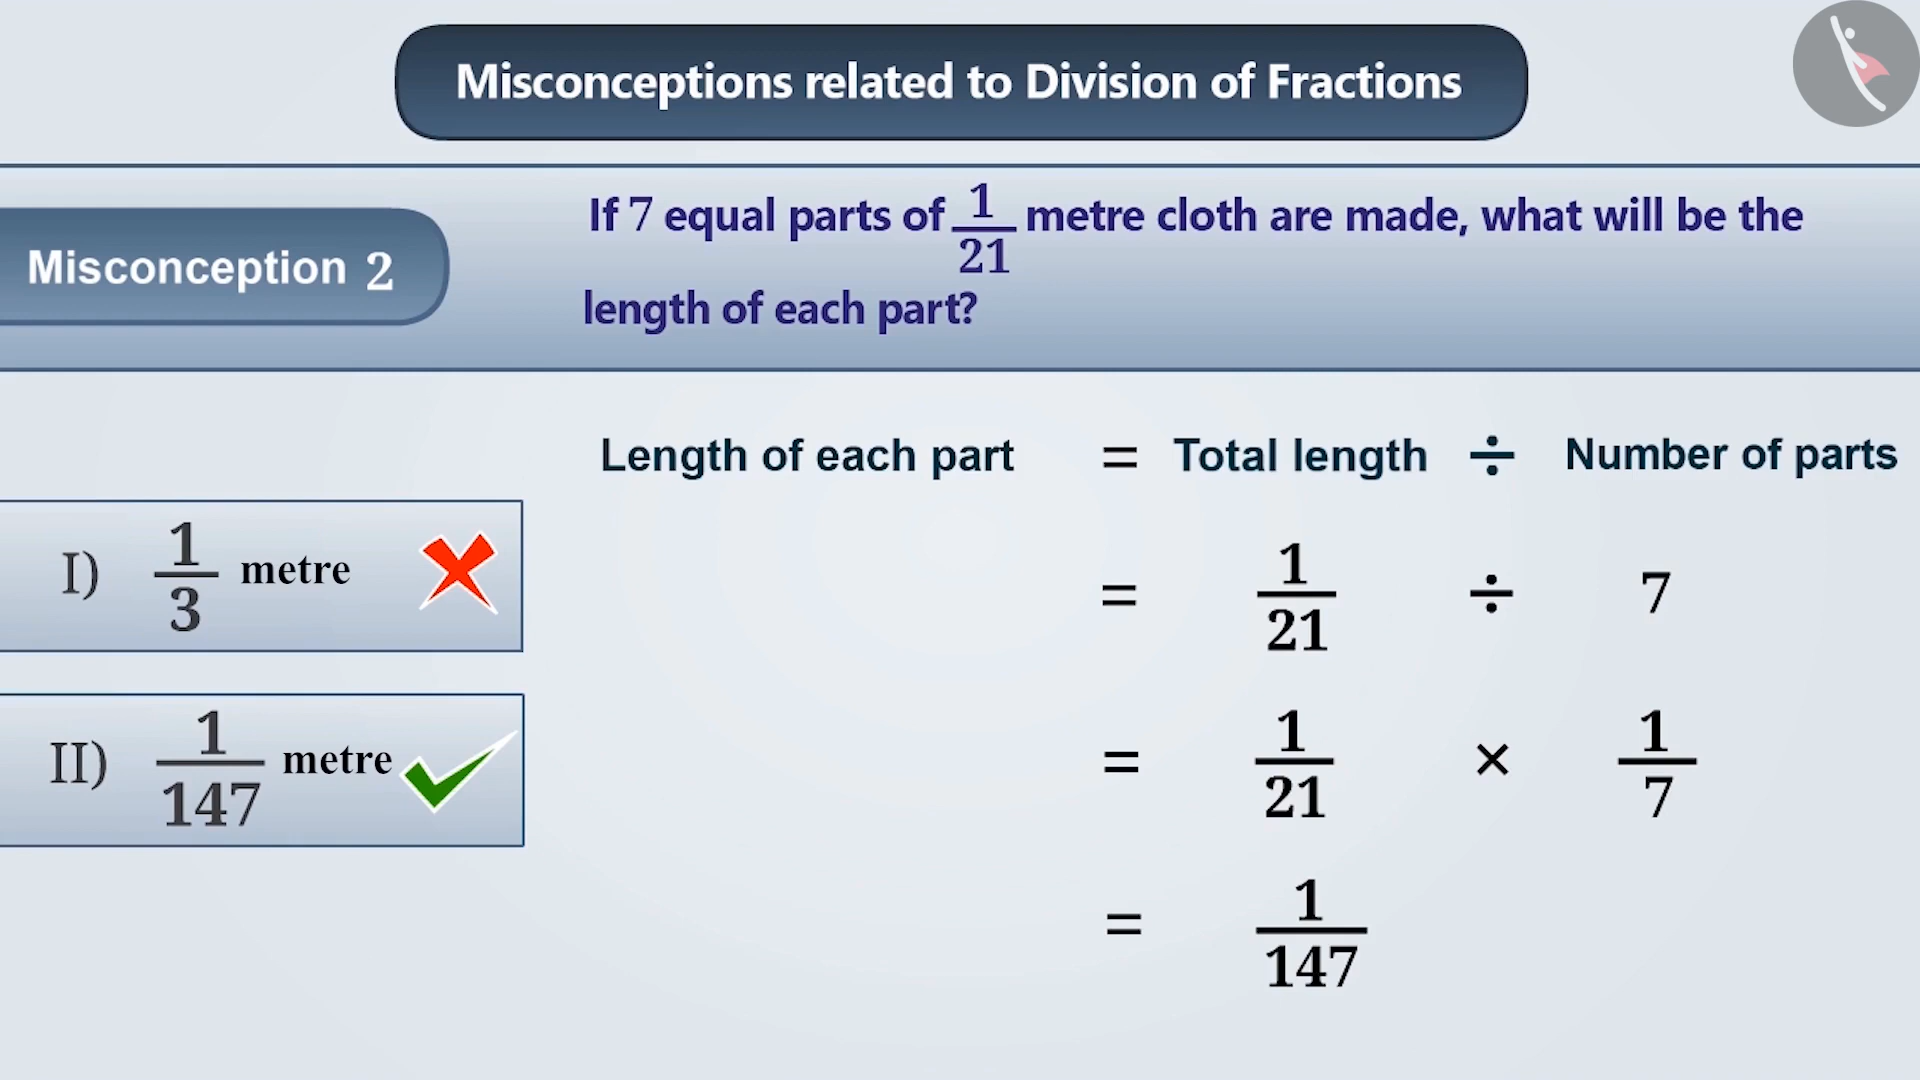 Misconceptions related to Division of Fractions
Misconception 2
If 7 equal parts of 1/21 metre cloth are made, what will be the
length of each part?
Length of each part = Total length ÷ Number of parts
I) 1/3 metre
= 1/21 ÷ 7
II) 1/147 metre
= 1/21 × 1/7
= 1/147